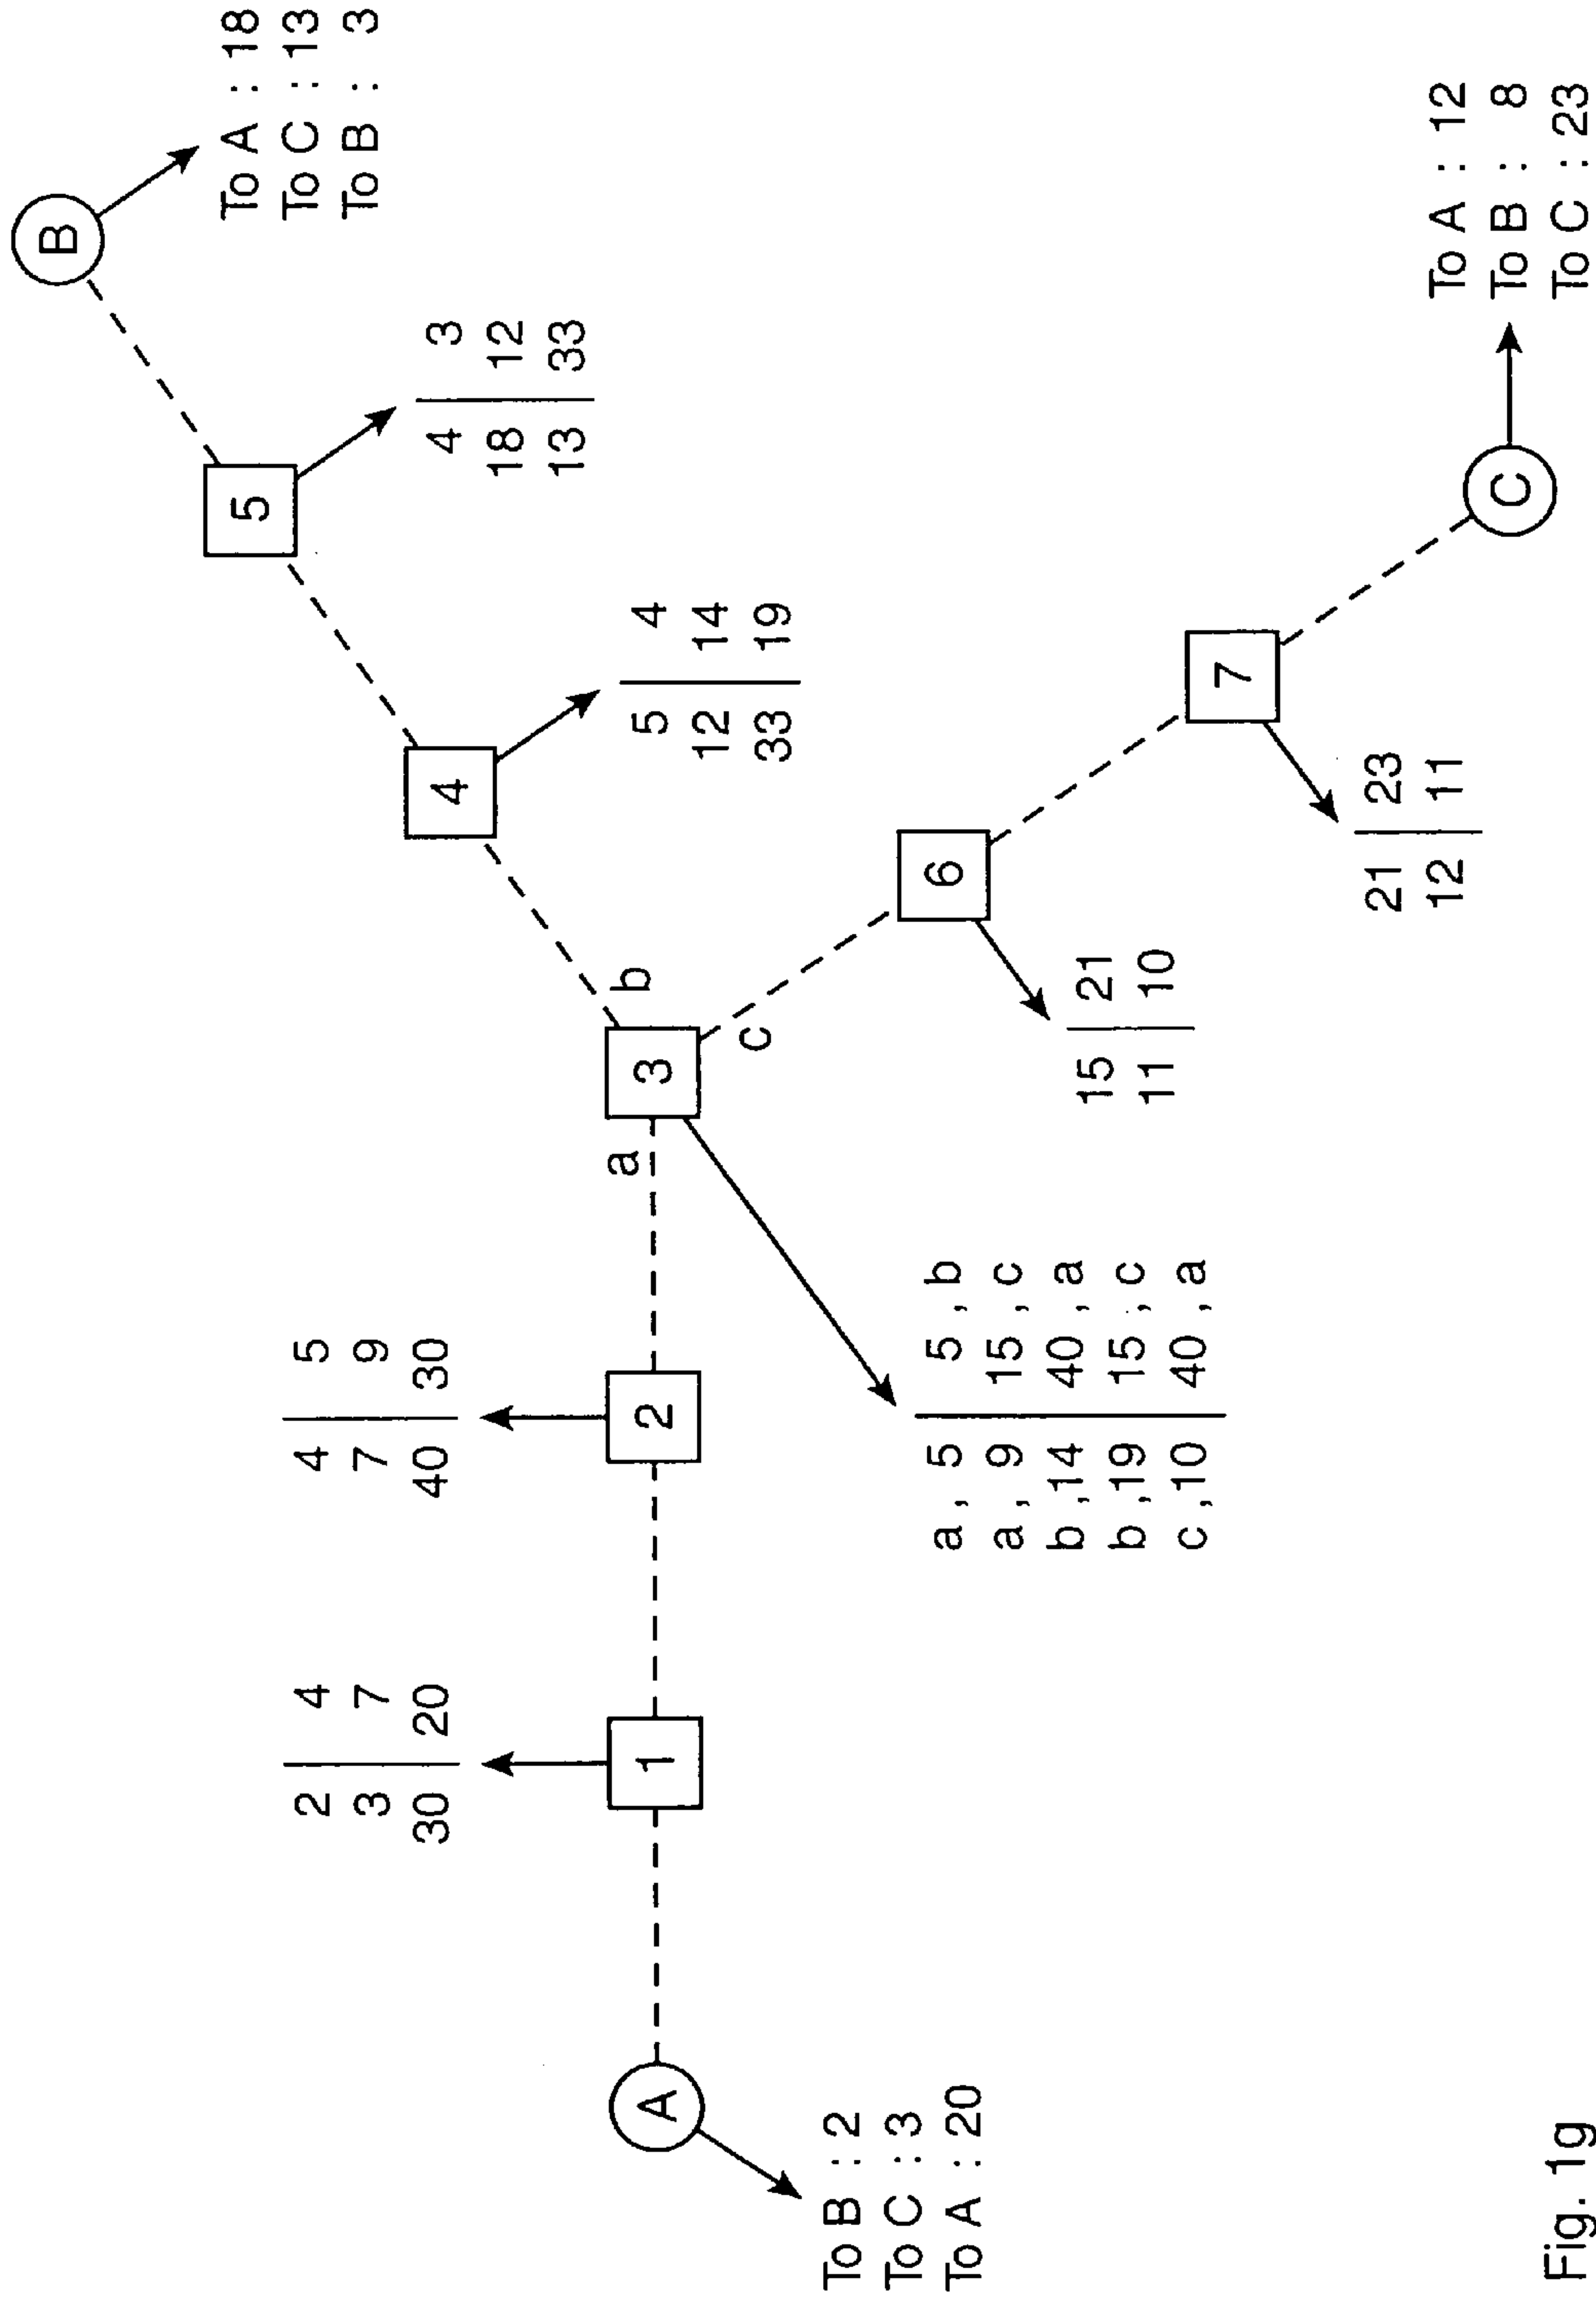 B
To A : 18
To C : 13
To B : 3
5
4 3
18 12
13 33
4
5 4
12 14
33 19
2 4
3 7
30 20
4 5
7 9
40 30
A
1
2
a
3
b
c
To B : 2
To C : 3
To A : 20
a , 5 5 , b
a , 9 15 , c
b ,14 40 , a
b ,19 15 , c
c ,10 40 , a
6
15 21
11 10
7
21 23
12 11
C
To A : 12
To B : 8
To C : 23
Fig. 1g